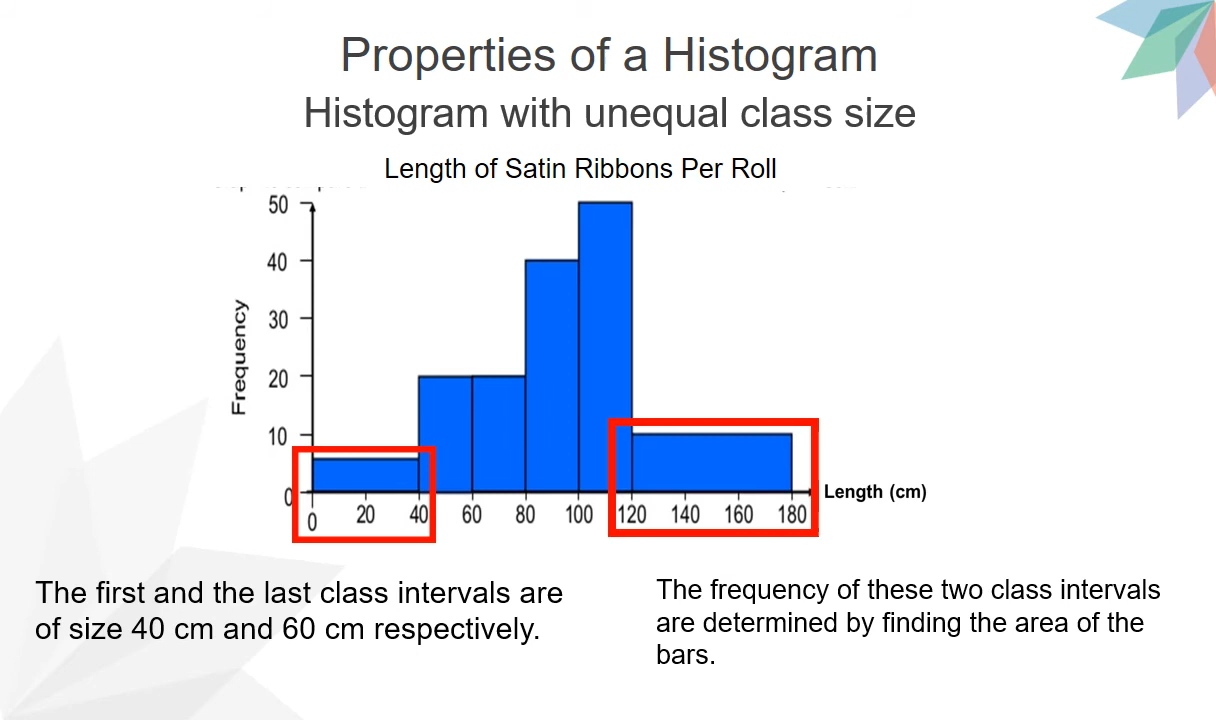 Properties of a Histogram
Histogram with unequal class size
Length of Satin Ribbons Per Roll
50
40
30
20
10
0
Frequency
0 20 40 60 80 100 120 140 160 180
Length (cm)
The first and the last class intervals are
of size 40 cm and 60 cm respectively.
The frequency of these two class intervals
are determined by finding the area of the
bars.